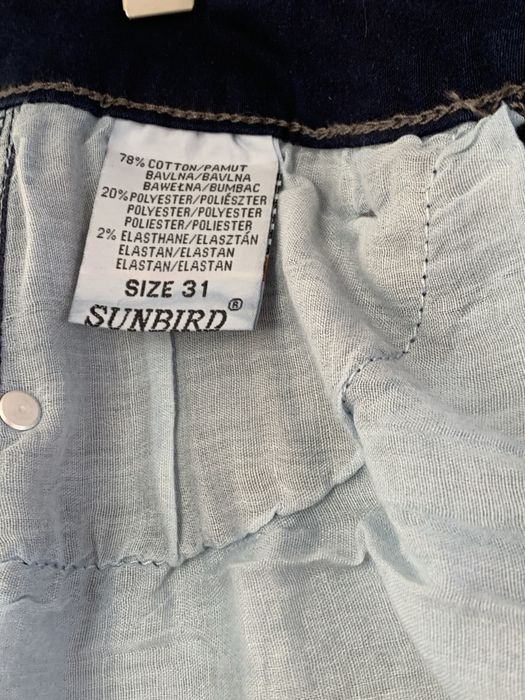 78% COTTON/PAMUT
BAVLNA/BAVLNA
BAWEŁNA/BUMBAC
20% POLYESTER/POLIÉSZTER
POLYESTER/POLYESTER
POLIESTER/POLIESTER
2% ELASTHANE/ELASZTÁN
ELASTAN/ELASTAN
ELASTAN/ELASTAN
SIZE 31
SUNBIRD®